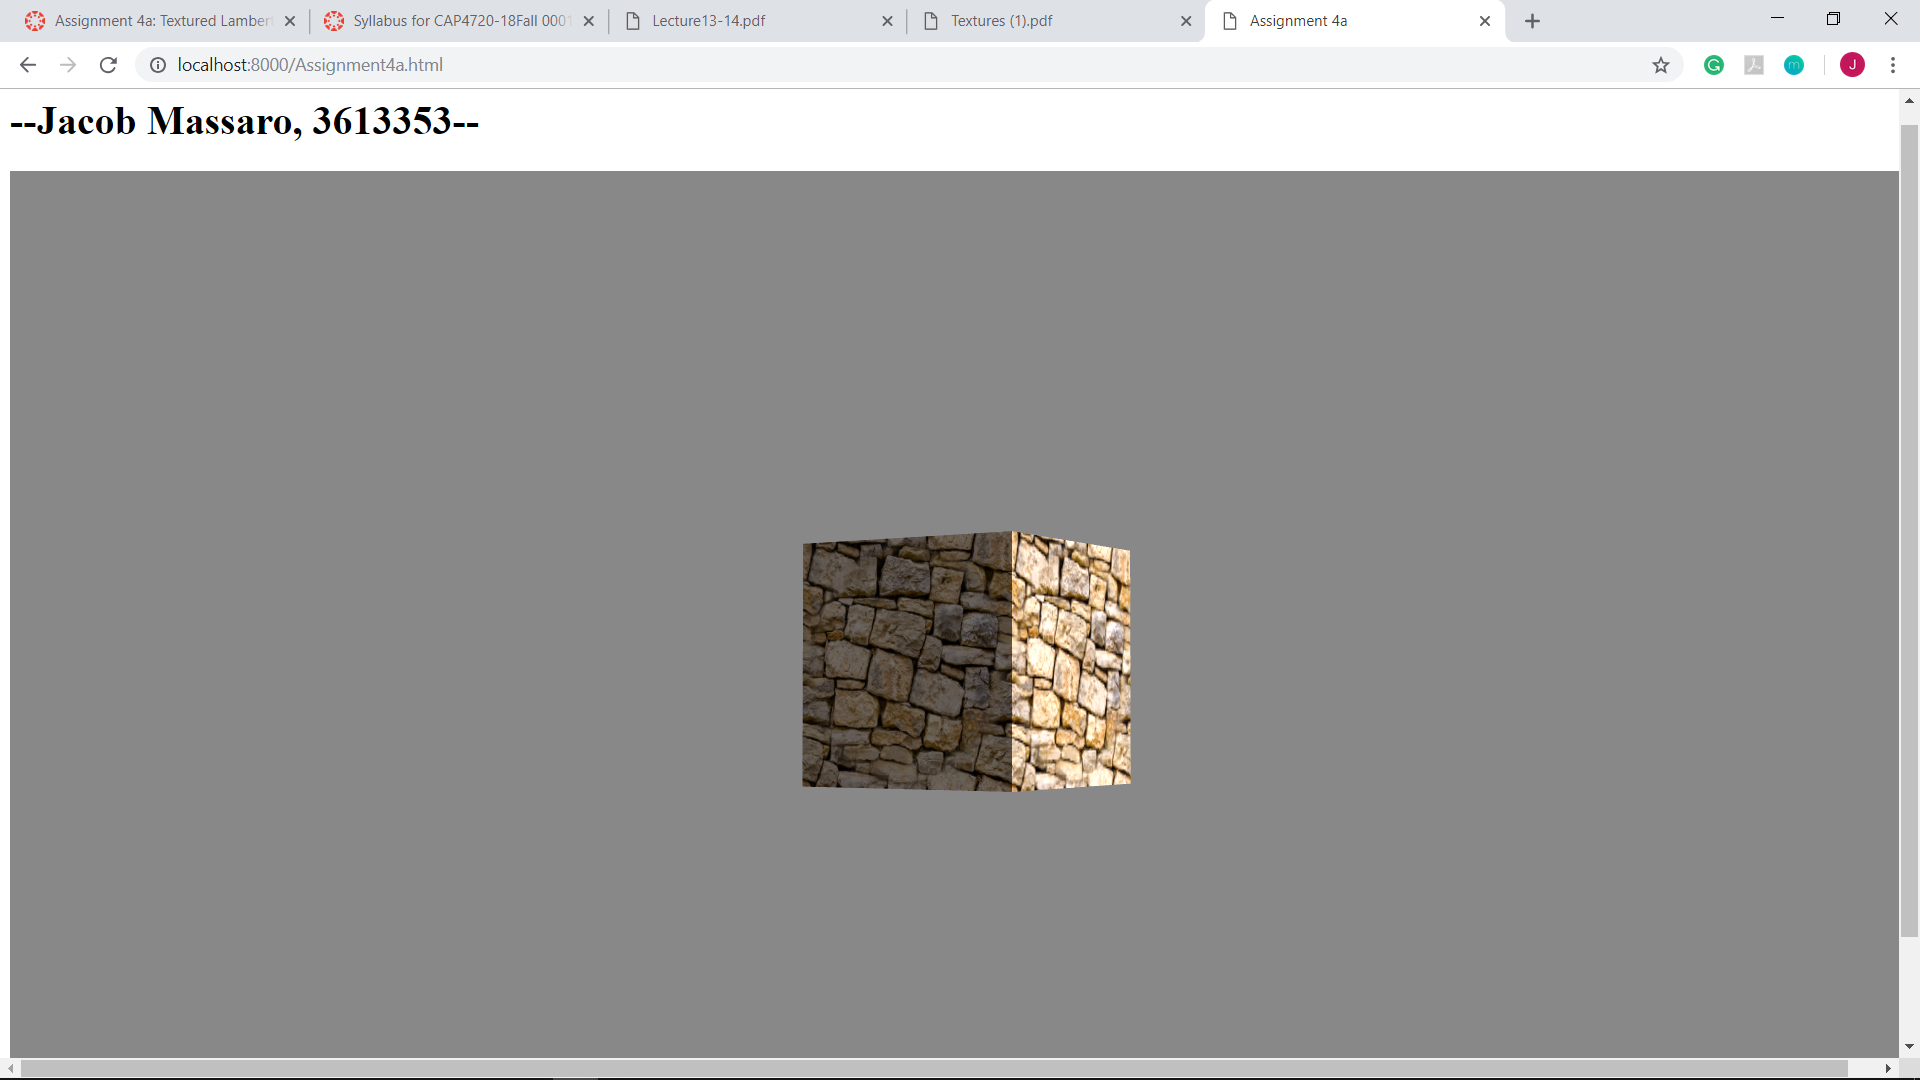 Assignment 4a: Textured Lambert
Syllabus for CAP4720-18Fall 0001
Lecture13-14.pdf
Textures (1).pdf
Assignment 4a
localhost:8000/Assignment4a.html
J
--Jacob Massaro, 3613353--